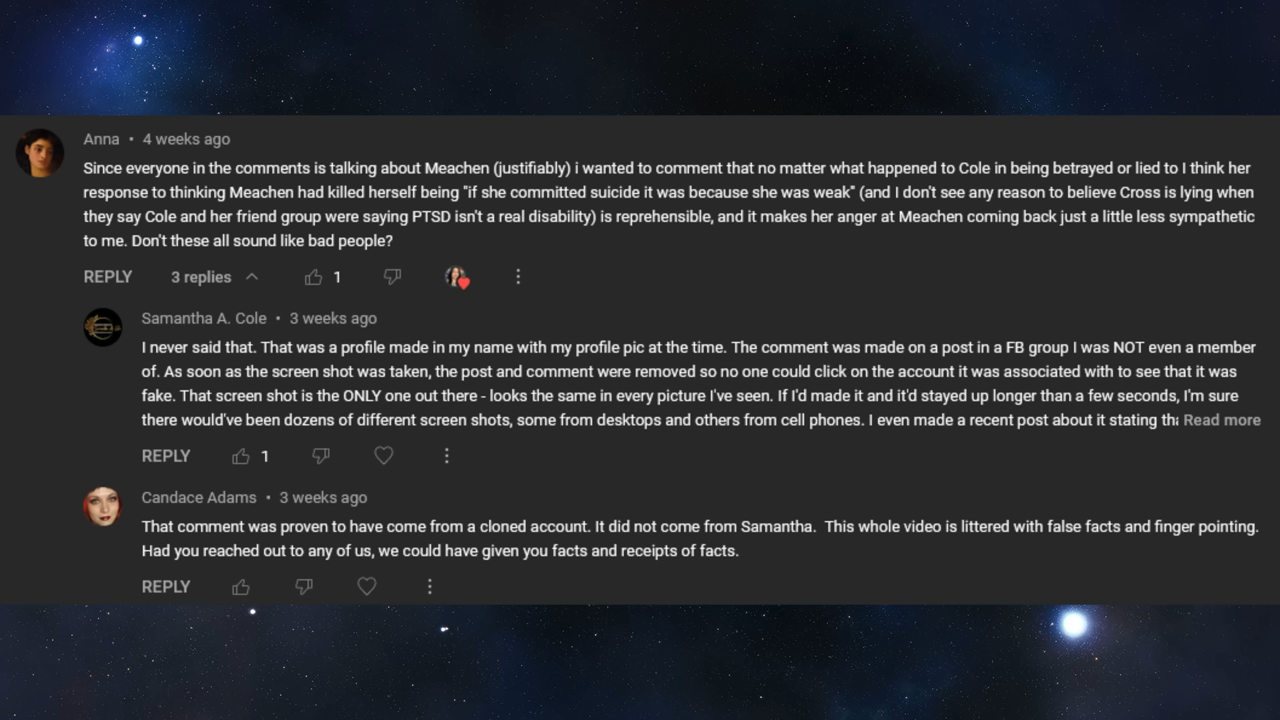 Anna • 4 weeks ago
Since everyone in the comments is talking about Meachen (justifiably) i wanted to comment that no matter what happened to Cole in being betrayed or lied to I think her
response to thinking Meachen had killed herself being "if she committed suicide it was because she was weak" (and I don't see any reason to believe Cross is lying when
they say Cole and her friend group were saying PTSD isn't a real disability) is reprehensible, and it makes her anger at Meachen coming back just a little less sympathetic
to me. Don't these all sound like bad people?
REPLY 3 replies 1
Samantha A. Cole • 3 weeks ago
I never said that. That was a profile made in my name with my profile pic at the time. The comment was made on a post in a FB group I was NOT even a member
of. As soon as the screen shot was taken, the post and comment were removed so no one could click on the account it was associated with to see that it was
fake. That screen shot is the ONLY one out there - looks the same in every picture I've seen. If I'd made it and it'd stayed up longer than a few seconds, I'm sure
there would've been dozens of different screen shots, some from desktops and others from cell phones. I even made a recent post about it stating Read more
REPLY 1
Candace Adams • 3 weeks ago
That comment was proven to have come from a cloned account. It did not come from Samantha. This whole video is littered with false facts and finger pointing.
Had you reached out to any of us, we could have given you facts and receipts of facts.
REPLY